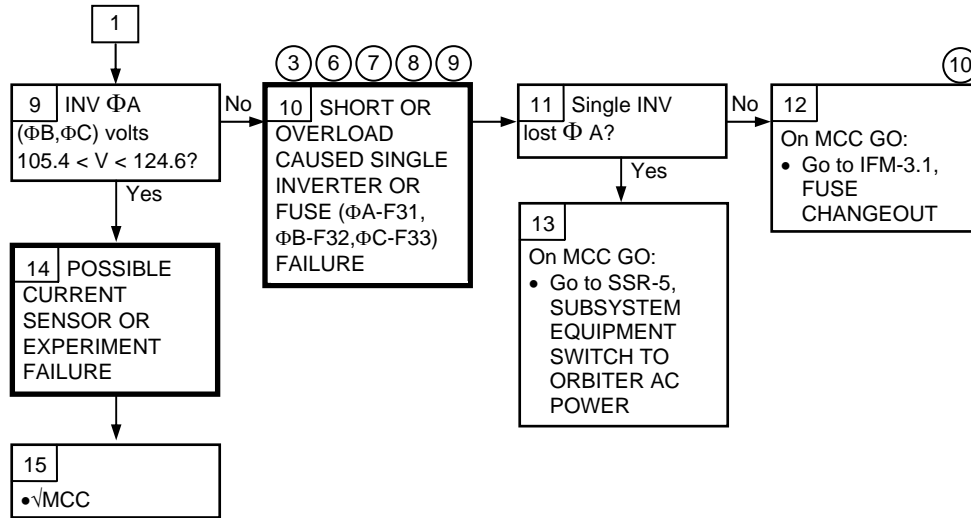 1
9 INV ΦA
(ΦB,ΦC) volts
105.4 < V < 124.6?
No
Yes
3 6 7 8 9
10 SHORT OR
OVERLOAD
CAUSED SINGLE
INVERTER OR
FUSE (ΦA-F31,
ΦB-F32,ΦC-F33)
FAILURE
11 Single INV
lost Φ A?
No
Yes
10
12
On MCC GO:
• Go to IFM-3.1,
FUSE
CHANGEOUT
13
On MCC GO:
• Go to SSR-5,
SUBSYSTEM
EQUIPMENT
SWITCH TO
ORBITER AC
POWER
14 POSSIBLE
CURRENT
SENSOR OR
EXPERIMENT
FAILURE
15
•√MCC